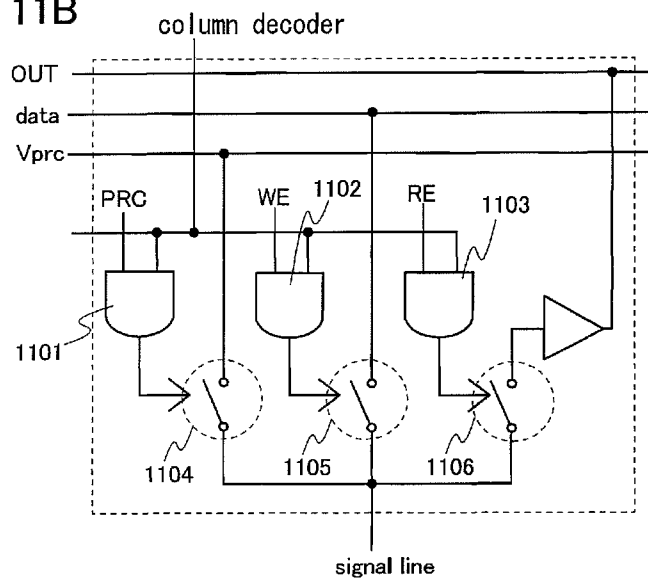 11B
column decoder
OUT
data
Vprc
PRC
WE
1102
RE
1103
1101
1104
1105
1106
signal line